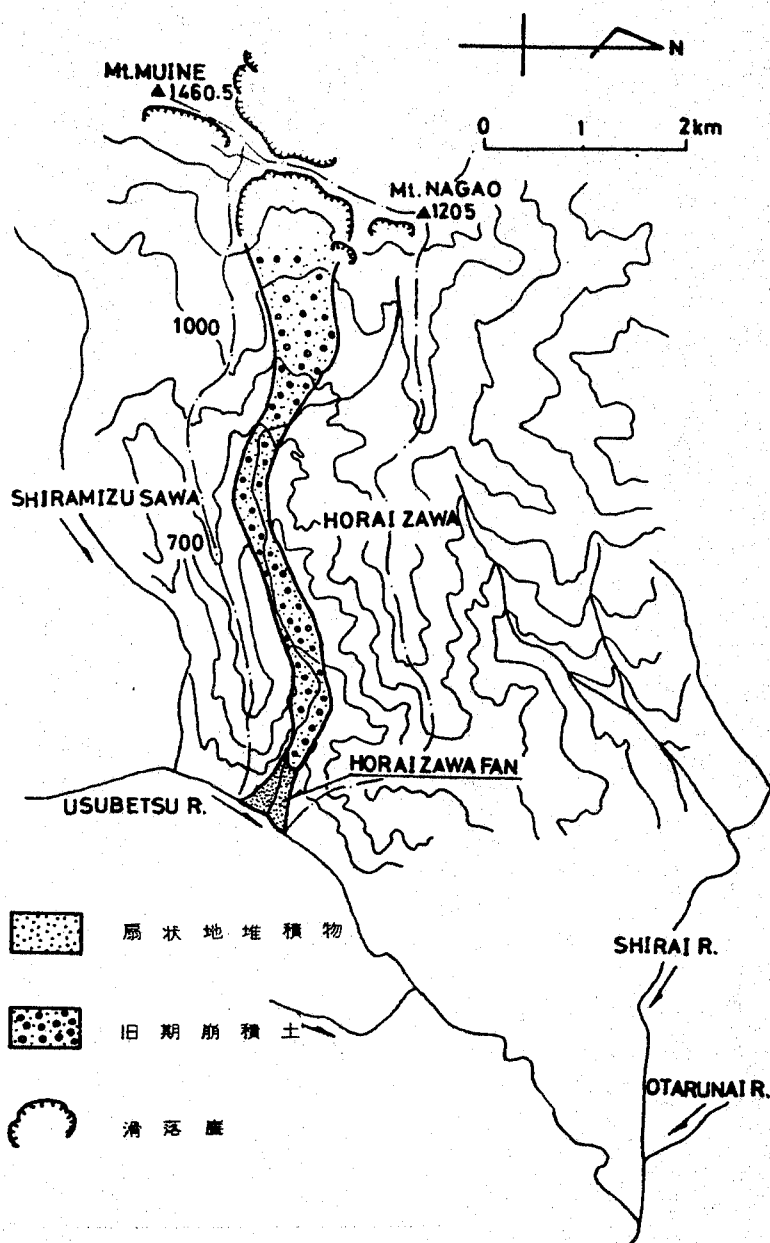 N
Mt.MUINE
▲1460.5
0 1 2km
Mt.NAGAO
▲1205
1000
SHIRAMIZU SAWA
HORAI ZAWA
700
HORAI ZAWA FAN
USUBETSU R.
扇状地堆積物
SHIRAI R.
旧期崩積土
OTARUNAI R.
滑落崖